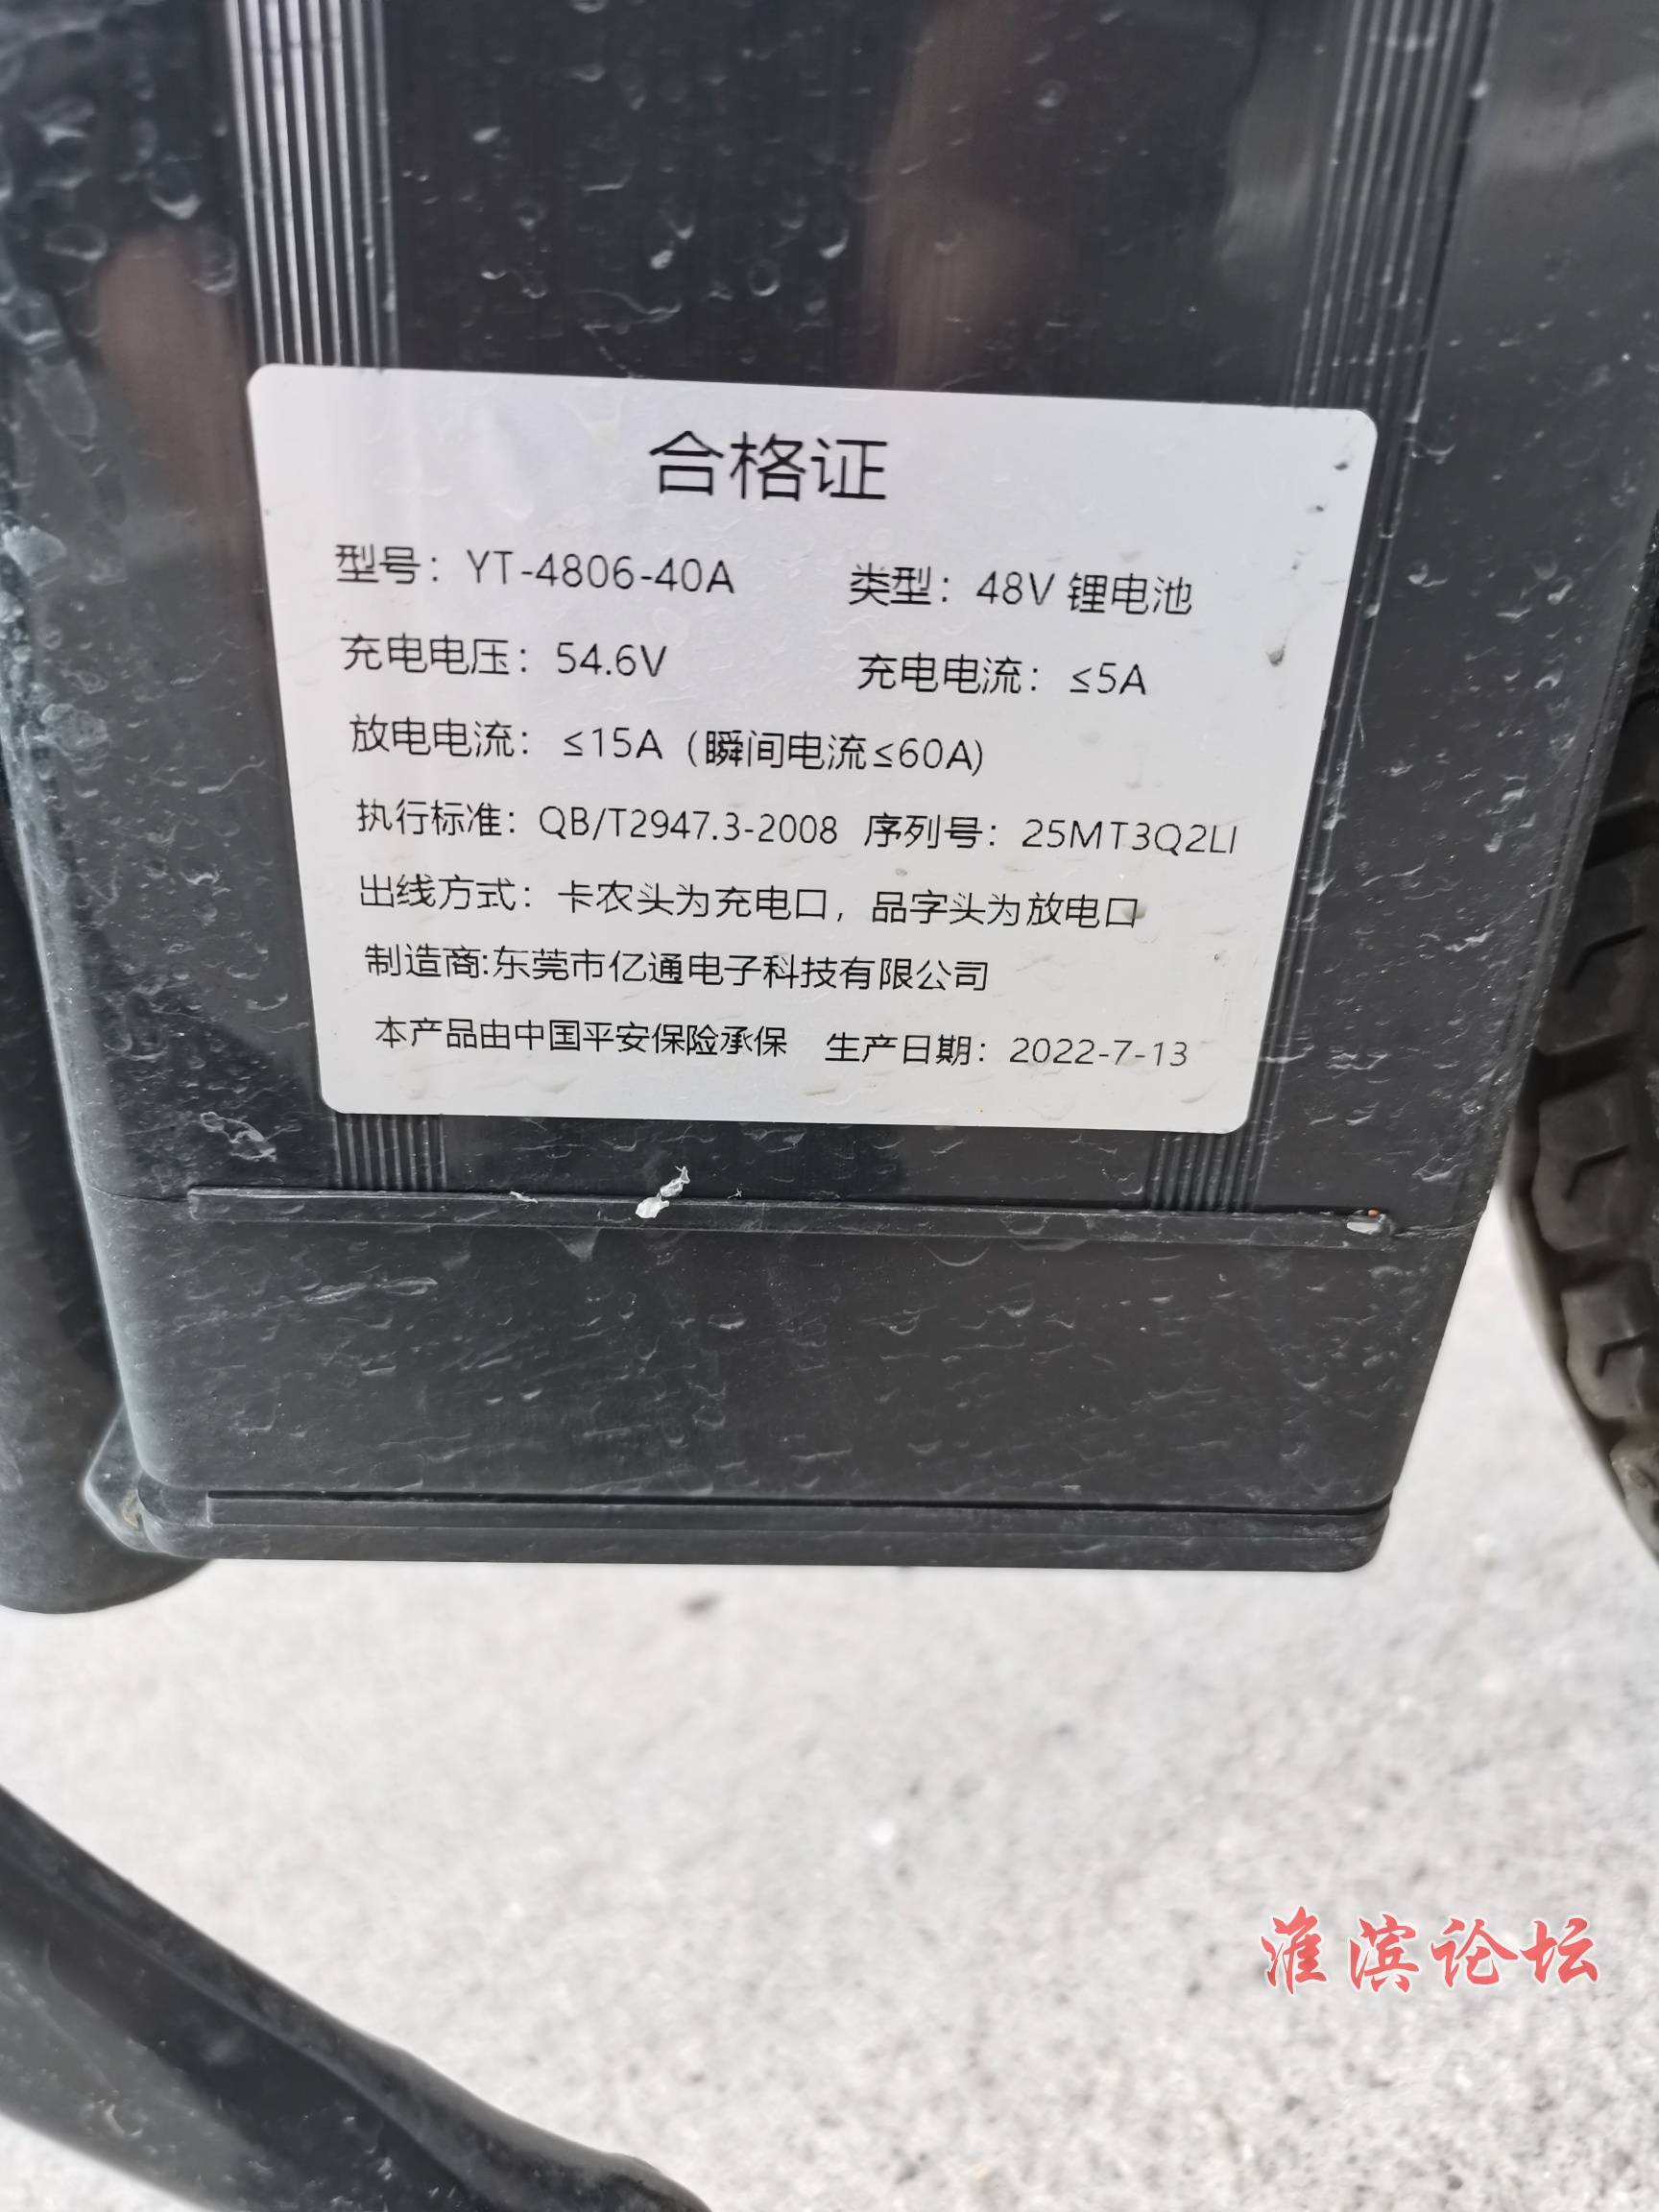 合格证
型号：YT-4806-40A 类型：48V 锂电池
充电电压：54.6V 充电电流：≤5A
放电电流：≤15A（瞬间电流≤60A)
执行标准：QB/T2947.3-2008 序列号：25MT3Q2LI
出线方式：卡农头为充电口，品字头为放电口
制造商:东莞市亿通电子科技有限公司
本产品由中国平安保险承保 生产日期：2022-7-13
淮滨论坛